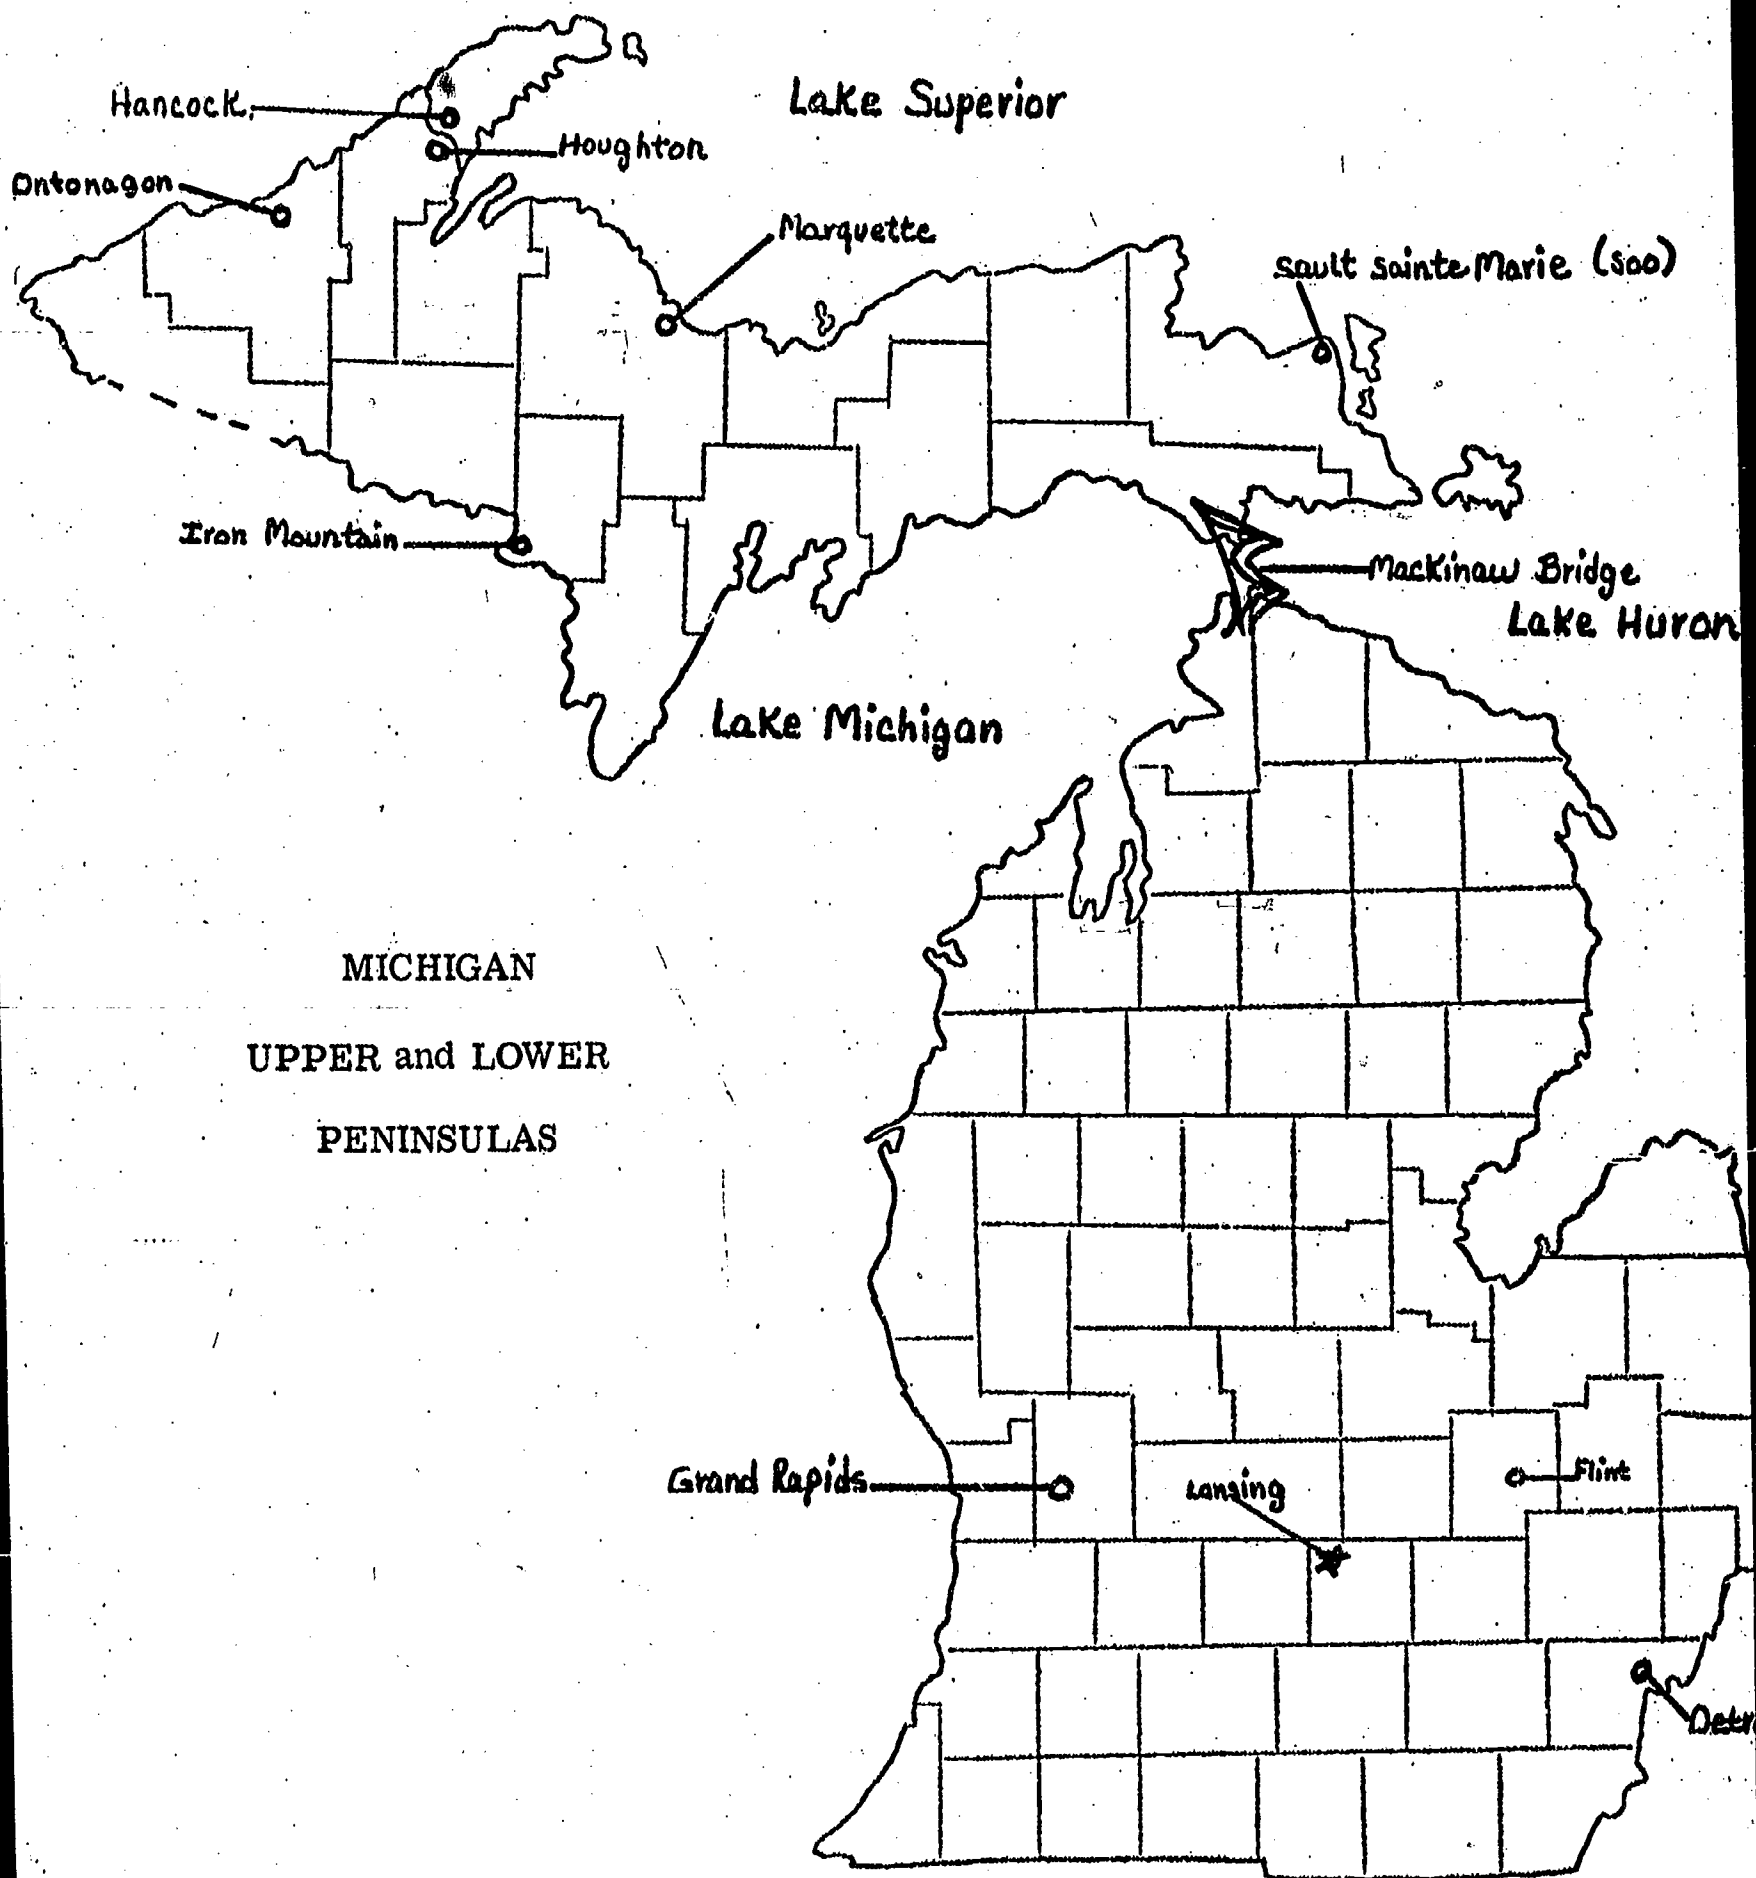 Lake Superior
Hancock
Houghton
Ontonagon
Marquette
Sault Sainte Marie (Soo)
Iron Mountain
Mackinaw Bridge
Lake Huron
Lake Michigan
MICHIGAN
UPPER and LOWER
PENINSULAS
Grand Rapids
Lansing
Flint
Detr